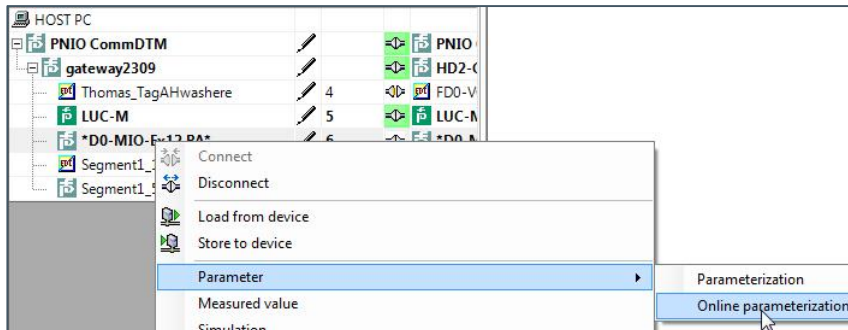 HOST PC
PNIO CommDTM PNIO
gateway2309 HD2-
Thomas_TagAHwashere 4 FD0-V
LUC-M 5 LUC-
*D0-MIO-Ex12.PA* 6
Segment1_
Connect
Segment1_
Disconnect
Load from device
Store to device
Parameter Parameterization
Measured value Online parameterization
Simulation